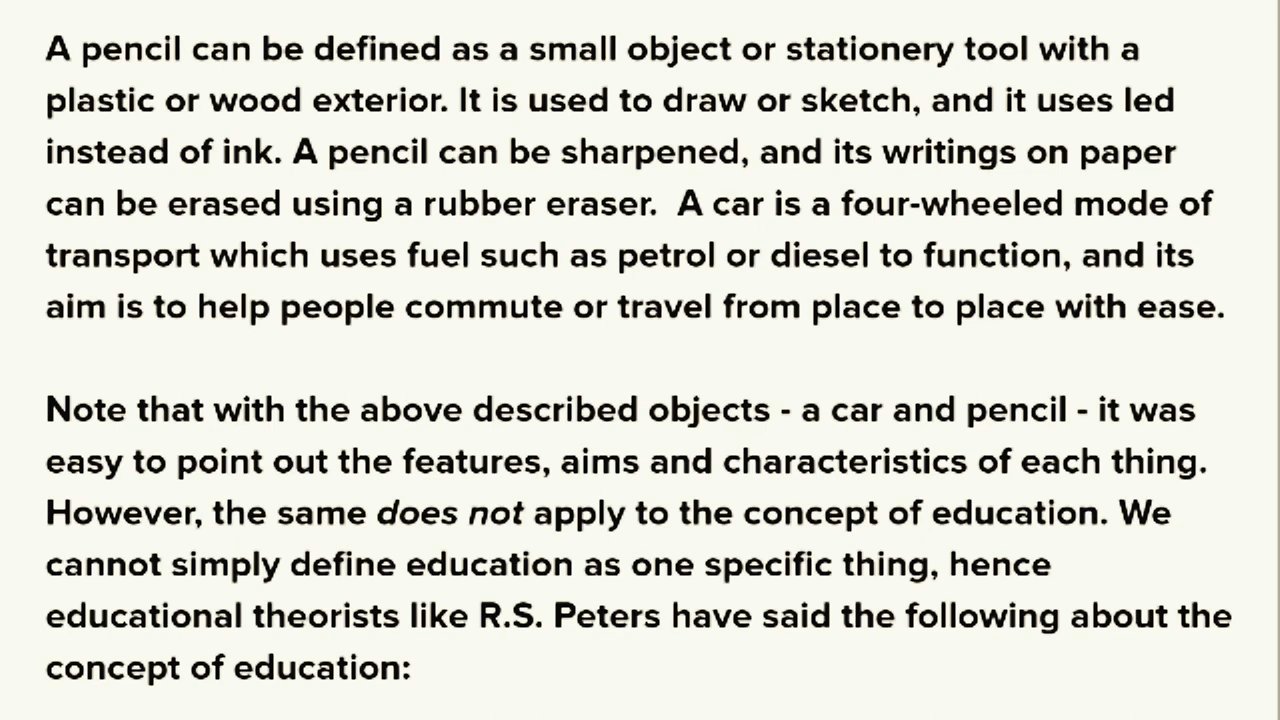 A pencil can be defined as a small object or stationery tool with a
plastic or wood exterior. It is used to draw or sketch, and it uses led
instead of ink. A pencil can be sharpened, and its writings on paper
can be erased using a rubber eraser.  A car is a four-wheeled mode of
transport which uses fuel such as petrol or diesel to function, and its
aim is to help people commute or travel from place to place with ease.

Note that with the above described objects - a car and pencil - it was
easy to point out the features, aims and characteristics of each thing.
However, the same does not apply to the concept of education. We
cannot simply define education as one specific thing, hence
educational theorists like R.S. Peters have said the following about the
concept of education: